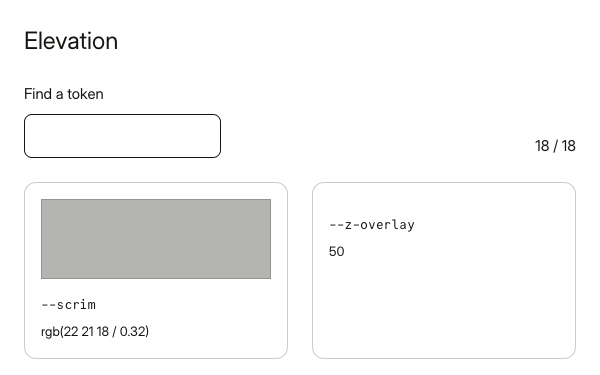 Elevation
Find a token
18 / 18
--scrim
rgb(22 21 18 / 0.32)
--z-overlay
50